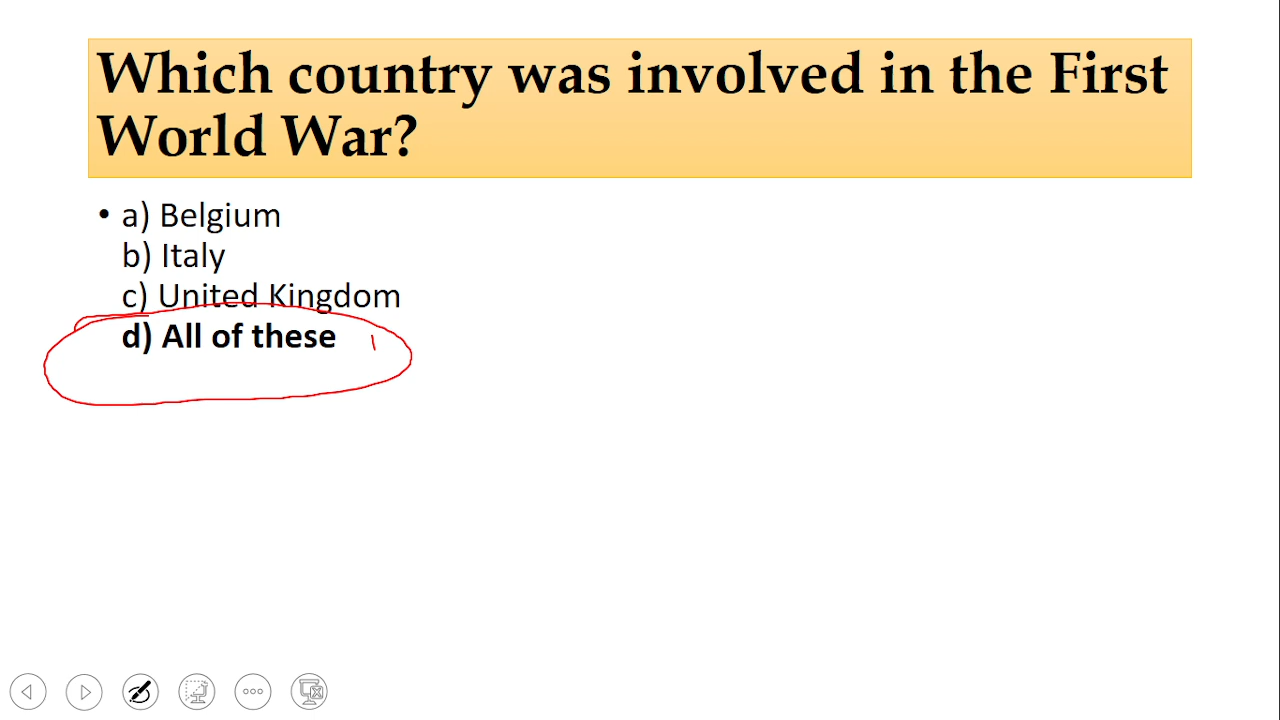 Which country was involved in the First
World War?
• a) Belgium
b) Italy
c) United Kingdom
d) All of these